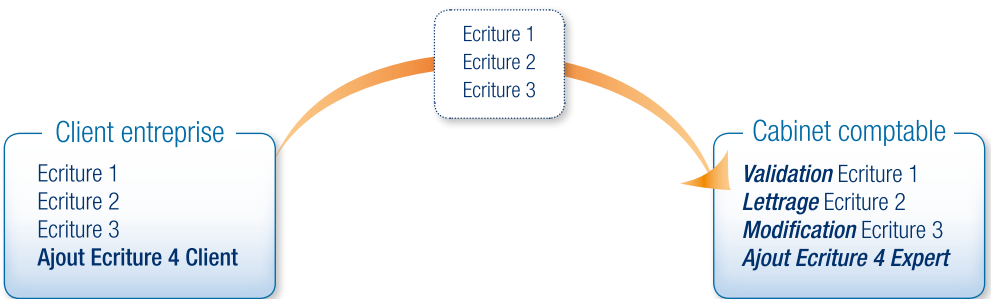 Ecriture 1
Ecriture 2
Ecriture 3
Client entreprise
Ecriture 1
Ecriture 2
Ecriture 3
Ajout Ecriture 4 Client
Cabinet comptable
Validation Ecriture 1
Lettrage Ecriture 2
Modification Ecriture 3
Ajout Ecriture 4 Expert